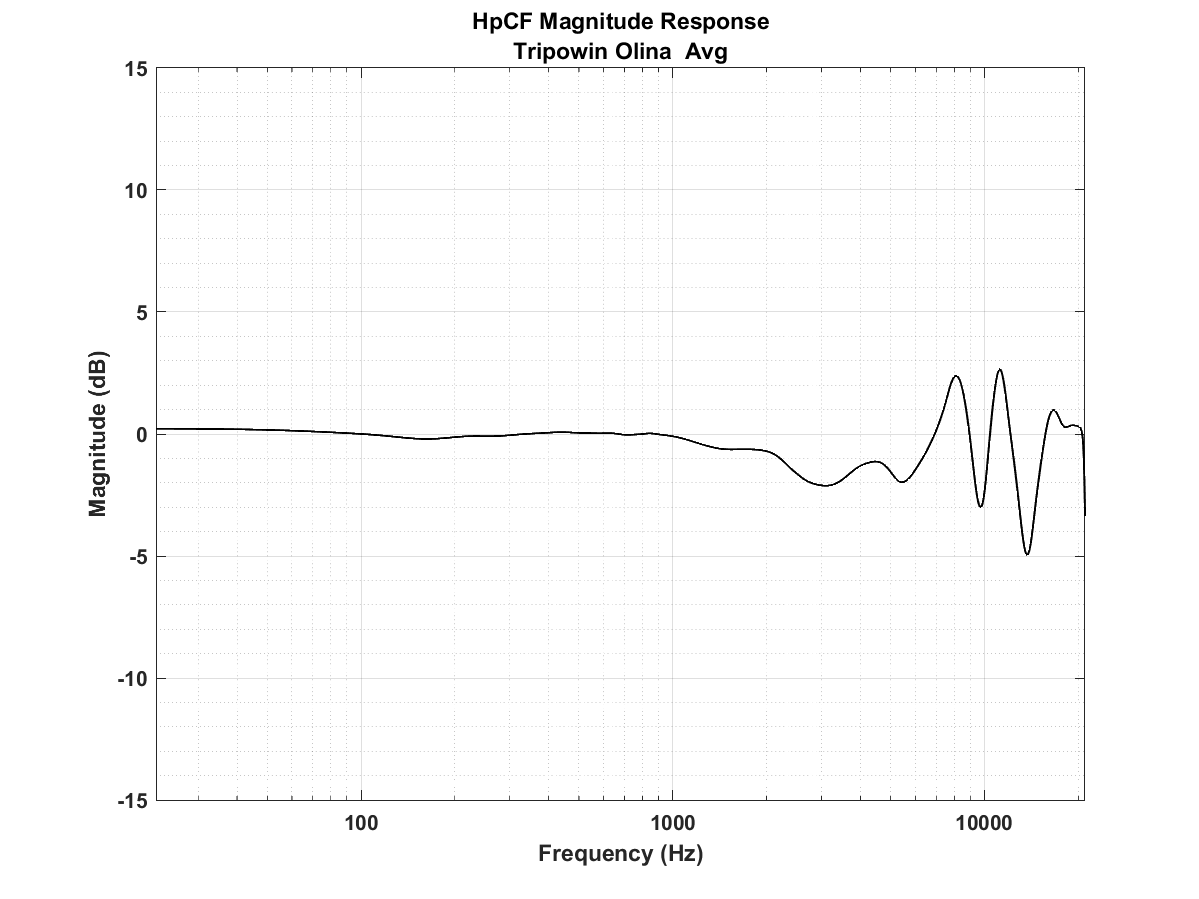 HpCF Magnitude Response
Tripowin Olina  Avg
15
10
5
0
-5
-10
-15
Magnitude (dB)
100
1000
10000
Frequency (Hz)